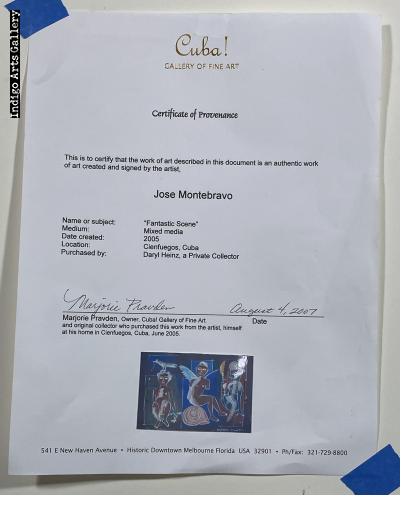 Indigo Arts Gallery
Cuba!
GALLERY OF FINE ART
Certificate of Provenance
This is to certify that the work of art described in this document is an authentic work
of art created and signed by the artist,
Jose Montebravo
Name or subject: "Fantastic Scene"
Medium: Mixed media
Date created: 2005
Location: Cienfuegos, Cuba
Purchased by: Daryl Heinz, a Private Collector
Marjorie Pravden August 4, 2007
Marjorie Pravden, Owner, Cuba! Gallery of Fine Art Date
and original collector who purchased this work from the artist, himself
at his home in Cienfuegos, Cuba, June 2005.
541 E New Haven Avenue • Historic Downtown Melbourne Florida USA 32901 • Ph/Fax: 321-729-8800